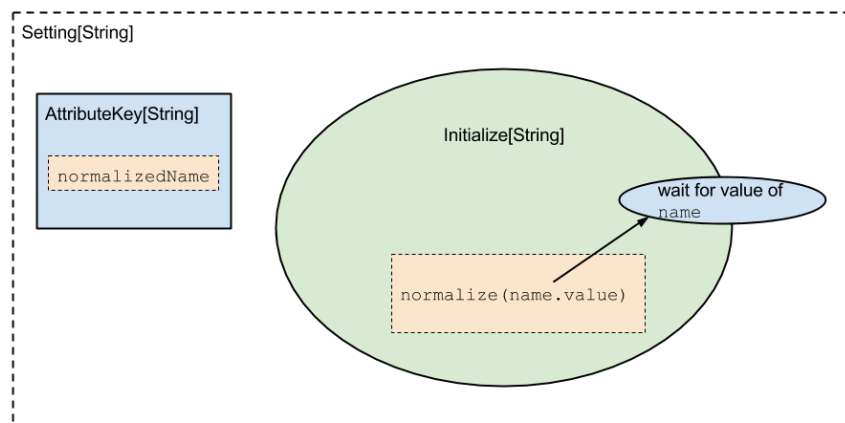 Setting[String]
AttributeKey[String]
normalizedName
Initialize[String]
wait for value of
name
normalize(name.value)